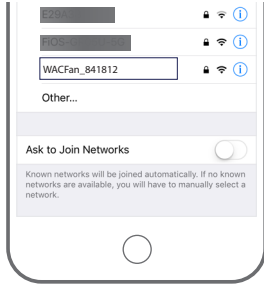 WACFan_841812
Other...
Ask to Join Networks
Known networks will be joined automatically. If no known
networks are available, you will have to manually select a
network.